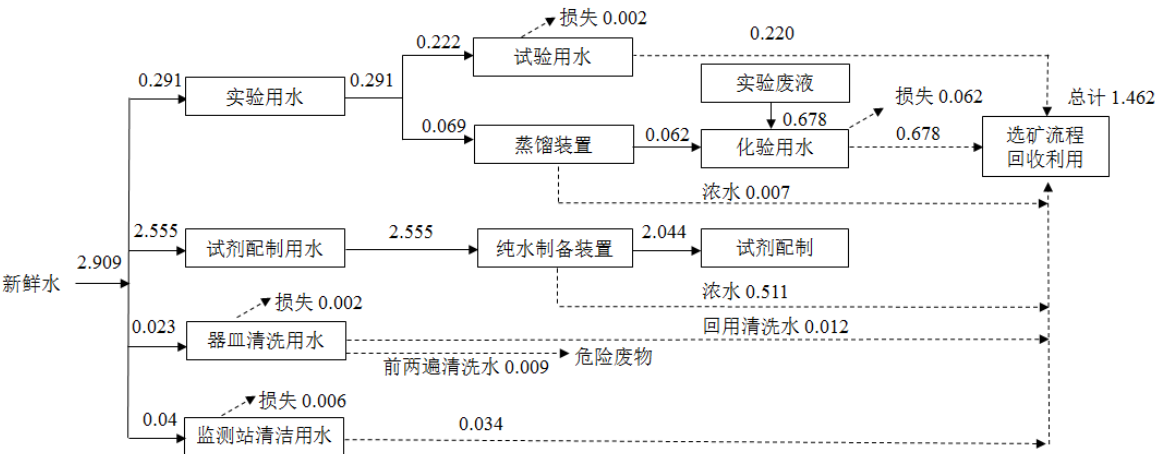 损失 0.002
0.222
试验用水
0.220
0.291
实验用水
0.291
实验废液
损失 0.062
总计 1.462
0.069
蒸馏装置
0.062
0.678
化验用水
0.678
选矿流程
回收利用
浓水 0.007
2.555
试剂配制用水
2.555
纯水制备装置
2.044
试剂配制
新鲜水
2.909
浓水 0.511
损失 0.002
0.023
器皿清洗用水
回用清洗水 0.012
前两遍清洗水 0.009
危险废物
损失 0.006
0.04
监测站清洁用水
0.034